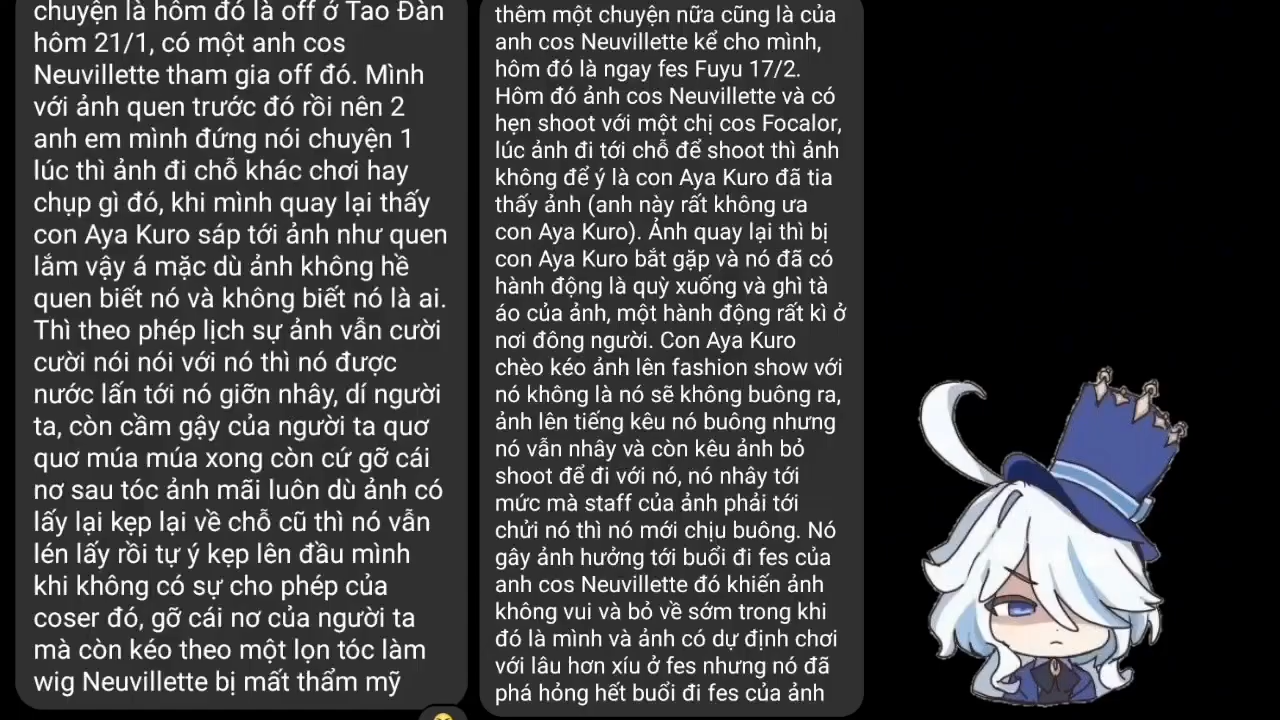 chuyện là hôm đó là off ở Tao Đàn
hôm 21/1, có một anh cos
Neuvillette tham gia off đó. Mình
với ảnh quen trước đó rồi nên 2
anh em mình đứng nói chuyện 1
lúc thì ảnh đi chỗ khác chơi hay
chụp gì đó, khi mình quay lại thấy
con Aya Kuro sáp tới ảnh như quen
lắm vậy á mặc dù ảnh không hề
quen biết nó và không biết nó là ai.
Thì theo phép lịch sự ảnh vẫn cười
cười nói nói với nó thì nó được
nước lấn tới nó giỡn nhây, dí người
ta, còn cầm gậy của người ta quơ
quơ múa múa xong còn cứ gỡ cái
nơ sau tóc ảnh mãi luôn dù ảnh có
lấy lại kẹp lại về chỗ cũ thì nó vẫn
lén lấy rồi tự ý kẹp lên đầu mình
khi không có sự cho phép của
coser đó, gỡ cái nơ của người ta
mà còn kéo theo một lọn tóc làm
wig Neuvillette bị mất thẩm mỹ
thêm một chuyện nữa cũng là của
anh cos Neuvillette kể cho mình,
hôm đó là ngay fes Fuyu 17/2.
Hôm đó ảnh cos Neuvillette và có
hẹn shoot với một chị cos Focalor,
lúc ảnh đi tới chỗ để shoot thì ảnh
không để ý là con Aya Kuro đã tia
thấy ảnh (anh này rất không ưa
con Aya Kuro). Ảnh quay lại thì bị
con Aya Kuro bắt gặp và nó đã có
hành động là quỳ xuống và ghì tà
áo của ảnh, một hành động rất kì ở
nơi đông người. Con Aya Kuro
chèo kéo ảnh lên fashion show với
nó không là nó sẽ không buông ra,
ảnh lên tiếng kêu nó buông nhưng
nó vẫn nhây và còn kêu ảnh bỏ
shoot để đi với nó, nó nhây tới
mức mà staff của ảnh phải tới
chửi nó thì nó mới chịu buông. Nó
gây ảnh hưởng tới buổi đi fes của
anh cos Neuvillette đó khiến ảnh
không vui và bỏ về sớm trong khi
đó là mình và ảnh có dự định chơi
với lâu hơn xíu ở fes nhưng nó đã
phá hỏng hết buổi đi fes của ảnh